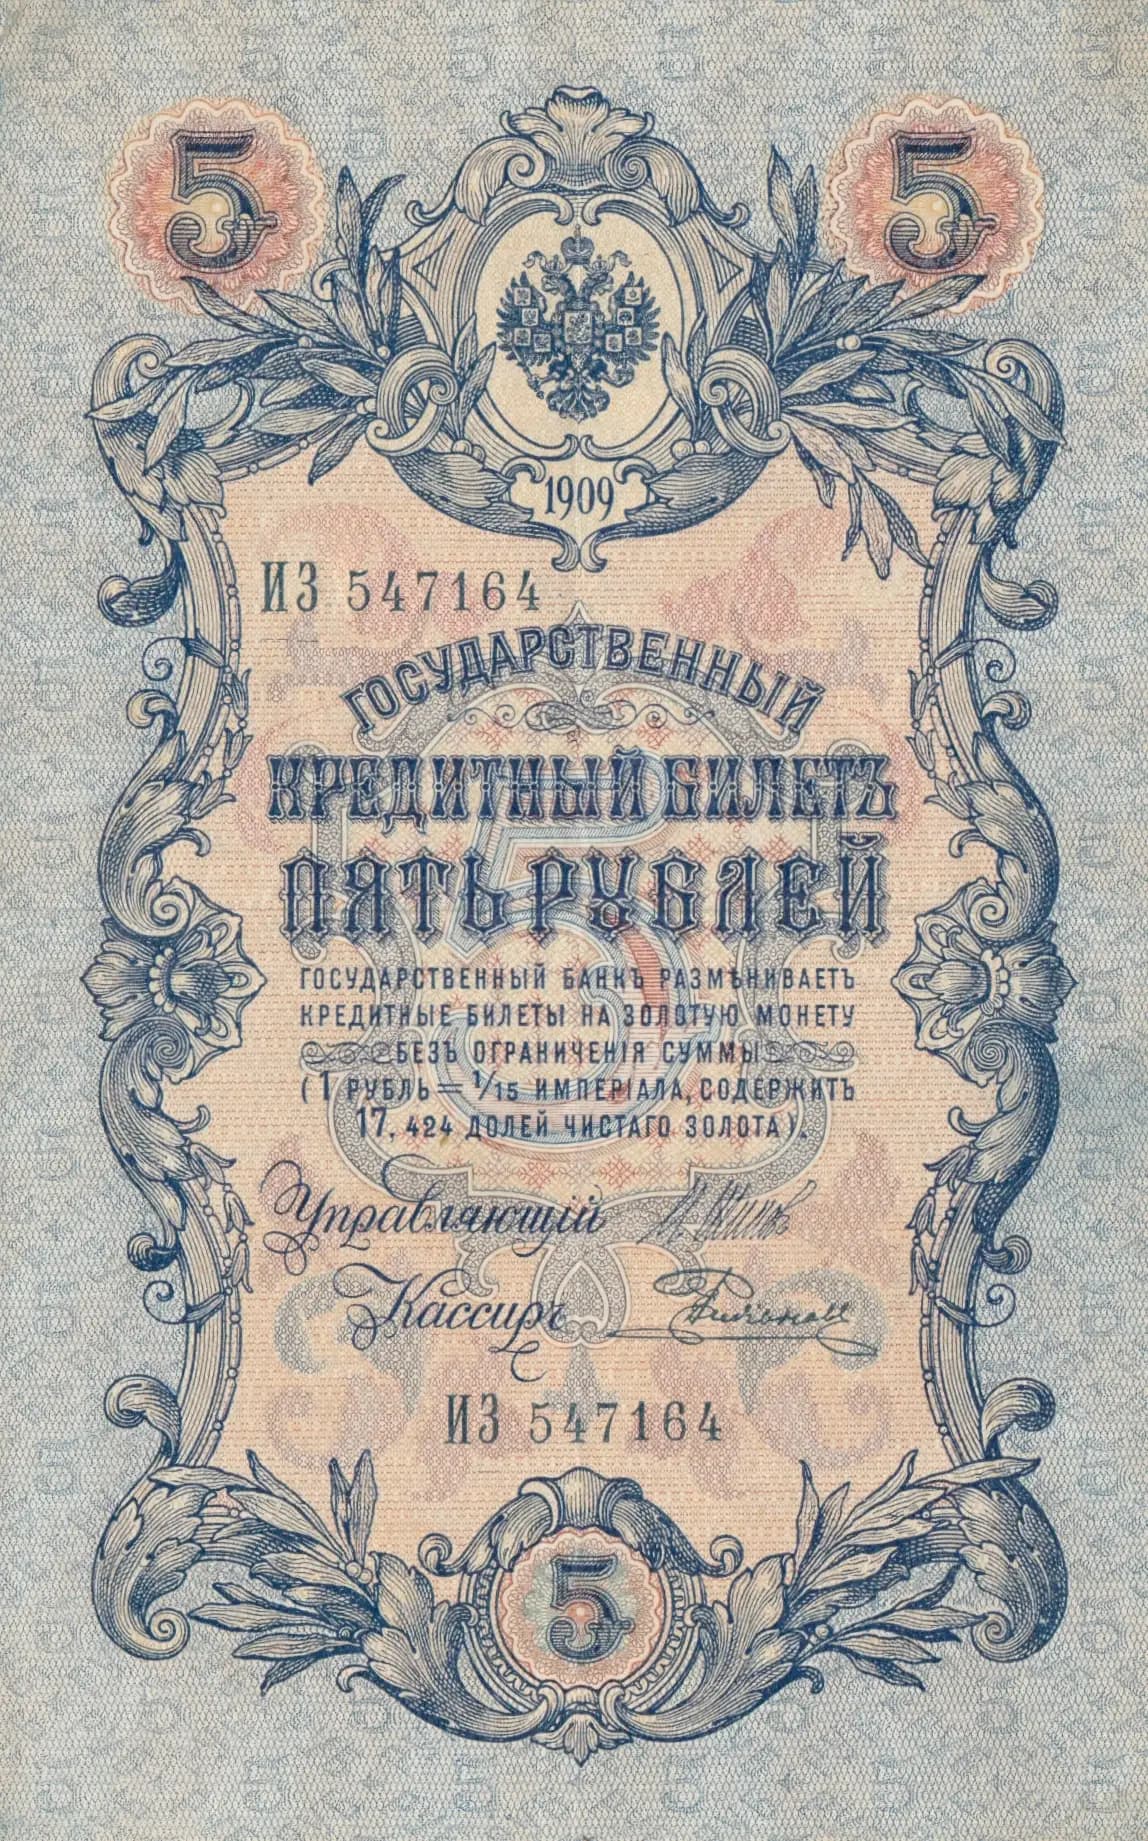 5 5
1909
ИЗ 547164
ГОСУДАРСТВЕННЫЙ
КРЕДИТНЫЙ БИЛЕТЪ
ПЯТЬ РУБЛЕЙ
ГОСУДАРСТВЕННЫЙ БАНКЪ РАЗМѢНИВАЕТЪ
КРЕДИТНЫЕ БИЛЕТЫ НА ЗОЛОТУЮ МОНЕТУ
БЕЗЪ ОГРАНИЧЕНІЯ СУММЫ
(1 РУБЛЬ = 1/15 ИМПЕРІАЛА, СОДЕРЖИТЪ
17, 424 ДОЛЕЙ ЧИСТАГО ЗОЛОТА).
Управляющій
Кассиръ
ИЗ 547164
5